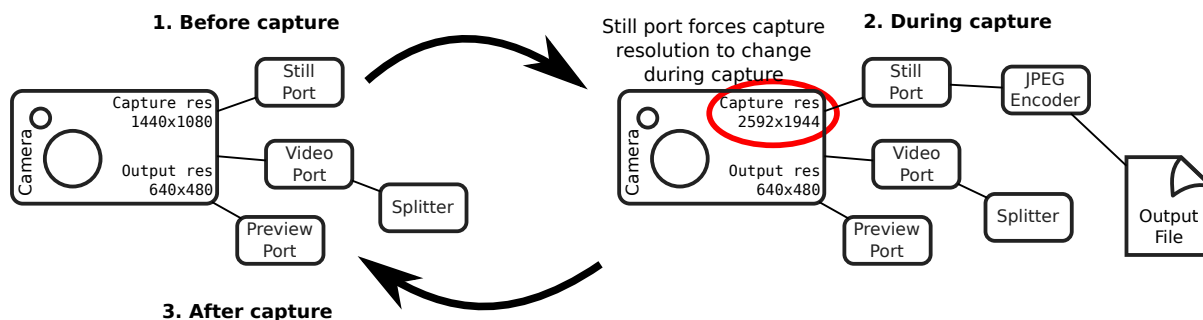 1. Before capture
Still
Port
Capture res
1440x1080
Camera
Output res
640x480
Video
Port
Splitter
Preview
Port
Still port forces capture
resolution to change
during capture
2. During capture
Still
Port
JPEG
Encoder
Capture res
2592x1944
Camera
Output res
640x480
Video
Port
Splitter
Preview
Port
Output
File
3. After capture